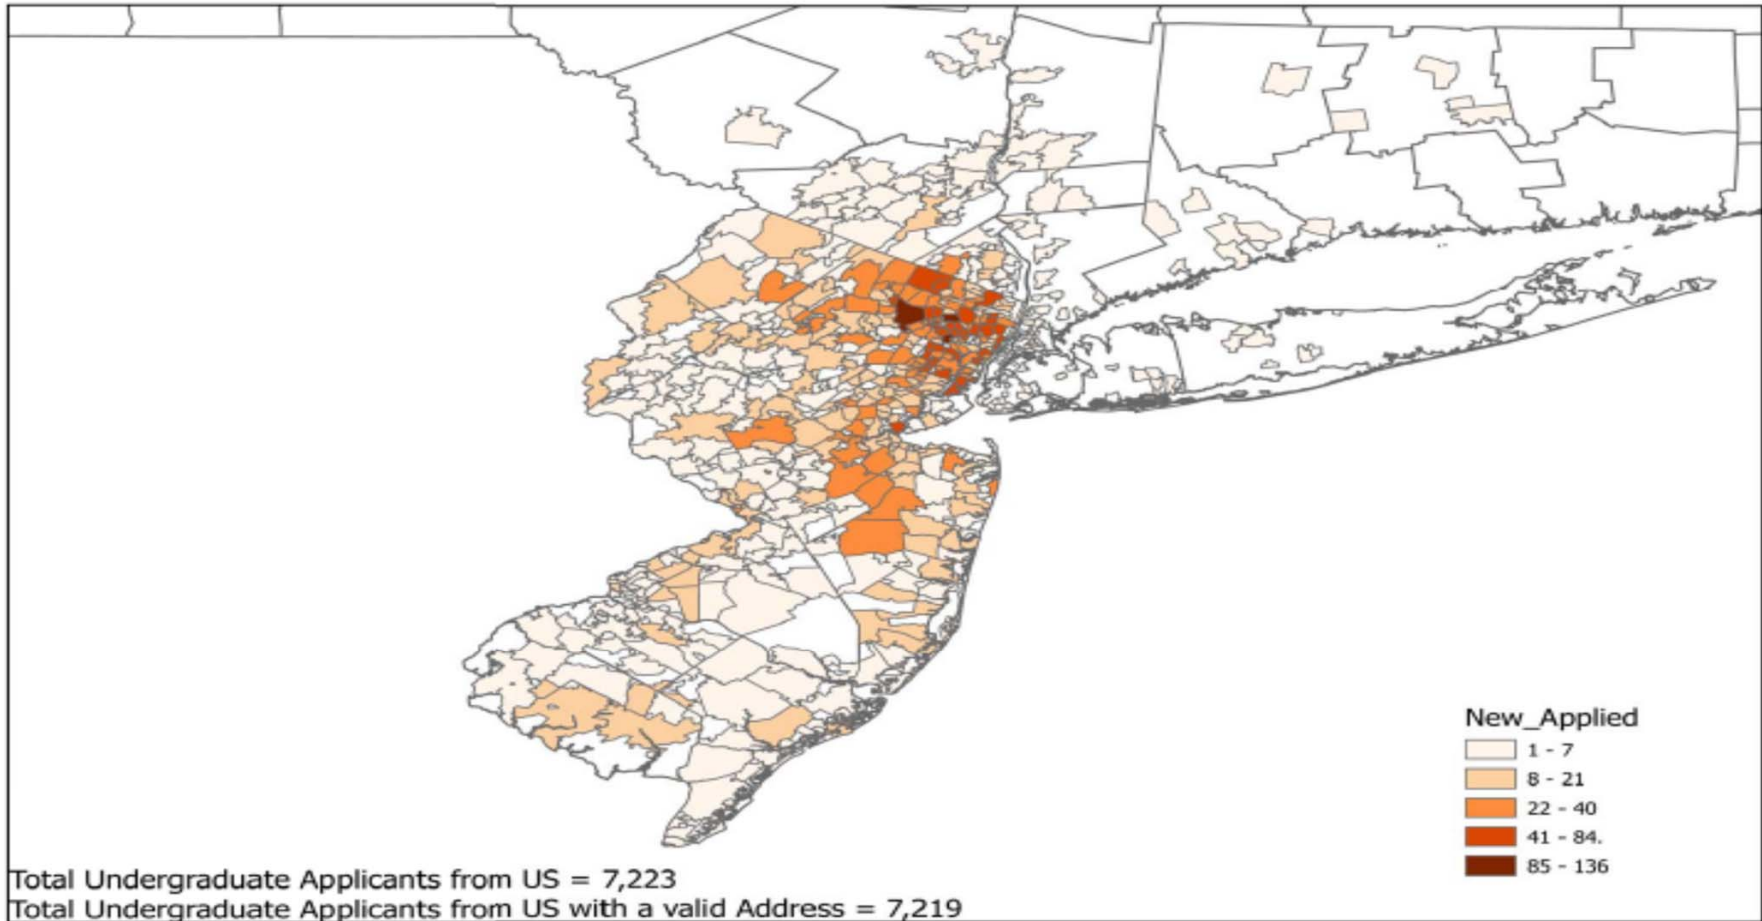 New_Applied
1 - 7
8 - 21
22 - 40
41 - 84.
85 - 136
Total Undergraduate Applicants from US = 7,223
Total Undergraduate Applicants from US with a valid Address = 7,219